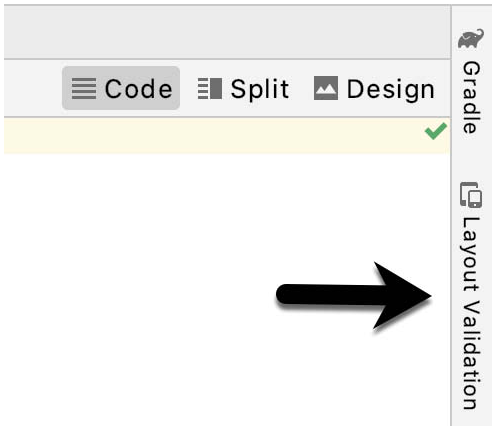 Code
Split
Design
Gradle
Layout Validation